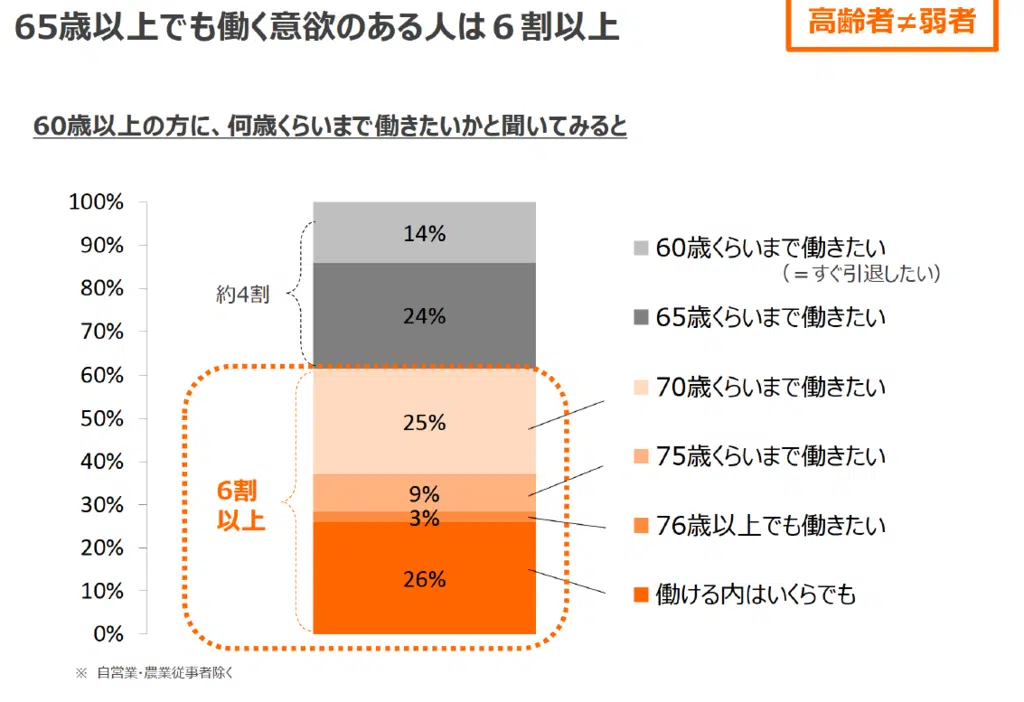 65歳以上でも働く意欲のある人は６割以上
高齢者≠弱者
60歳以上の方に、何歳くらいまで働きたいかと聞いてみると
100%
90%
80%
70%
60%
50%
40%
30%
20%
10%
0%
約4割
6割
以上
14%
24%
25%
9%
3%
26%
60歳くらいまで働きたい
（＝すぐ引退したい）
65歳くらいまで働きたい
70歳くらいまで働きたい
75歳くらいまで働きたい
76歳以上でも働きたい
働ける内はいくらでも
※　自営業・農業従事者除く